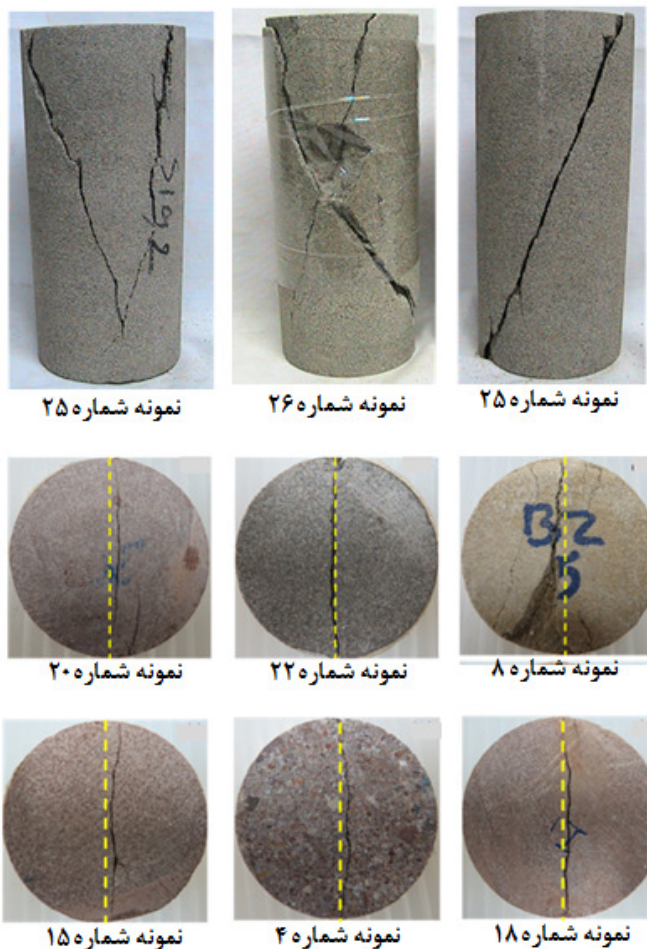 نمونه شماره ۲۵
نمونه شماره ۲۶
نمونه شماره ۲۵
B Z
5
نمونه شماره ۲۰
نمونه شماره ۲۲
نمونه شماره ۸
نمونه شماره ۱۵
نمونه شماره ۴
نمونه شماره ۱۸